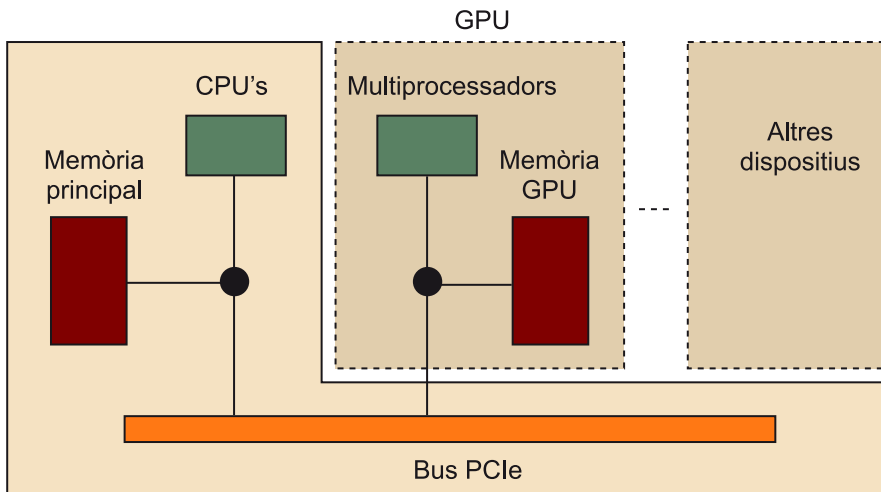 GPU
CPU's
Multiprocessadors
Memòria
principal
Memòria
GPU
Altres
dispositius
Bus PCIe